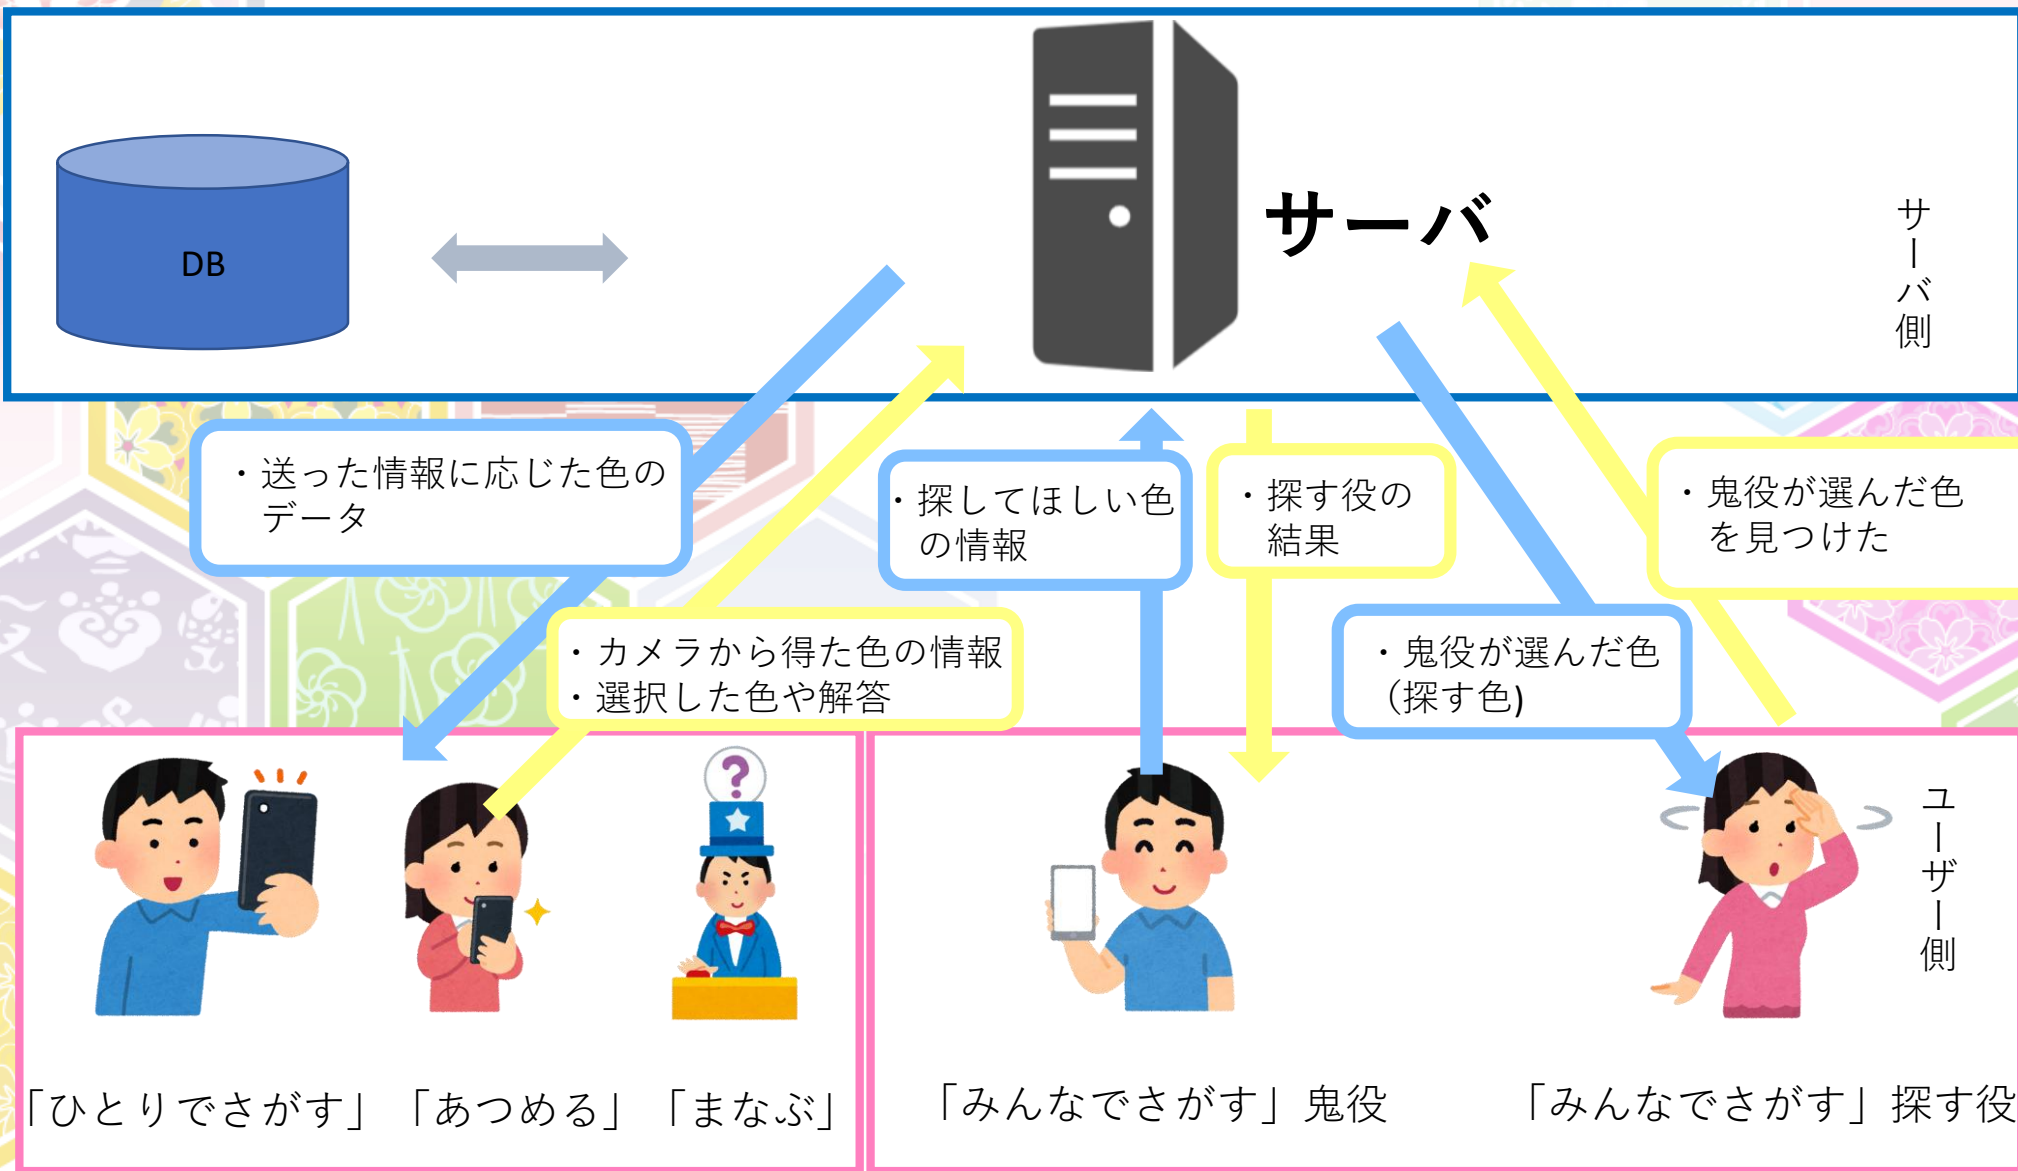 サーバ
サーバ側
DB
・送った情報に応じた色の
データ
・探してほしい色
の情報
・探す役の
結果
・鬼役が選んだ色
を見つけた
・カメラから得た色の情報
・選択した色や解答
・鬼役が選んだ色
（探す色)
?
ユーザー側
「ひとりでさがす」
「あつめる」
「まなぶ」
「みんなでさがす」鬼役
「みんなでさがす」探す役